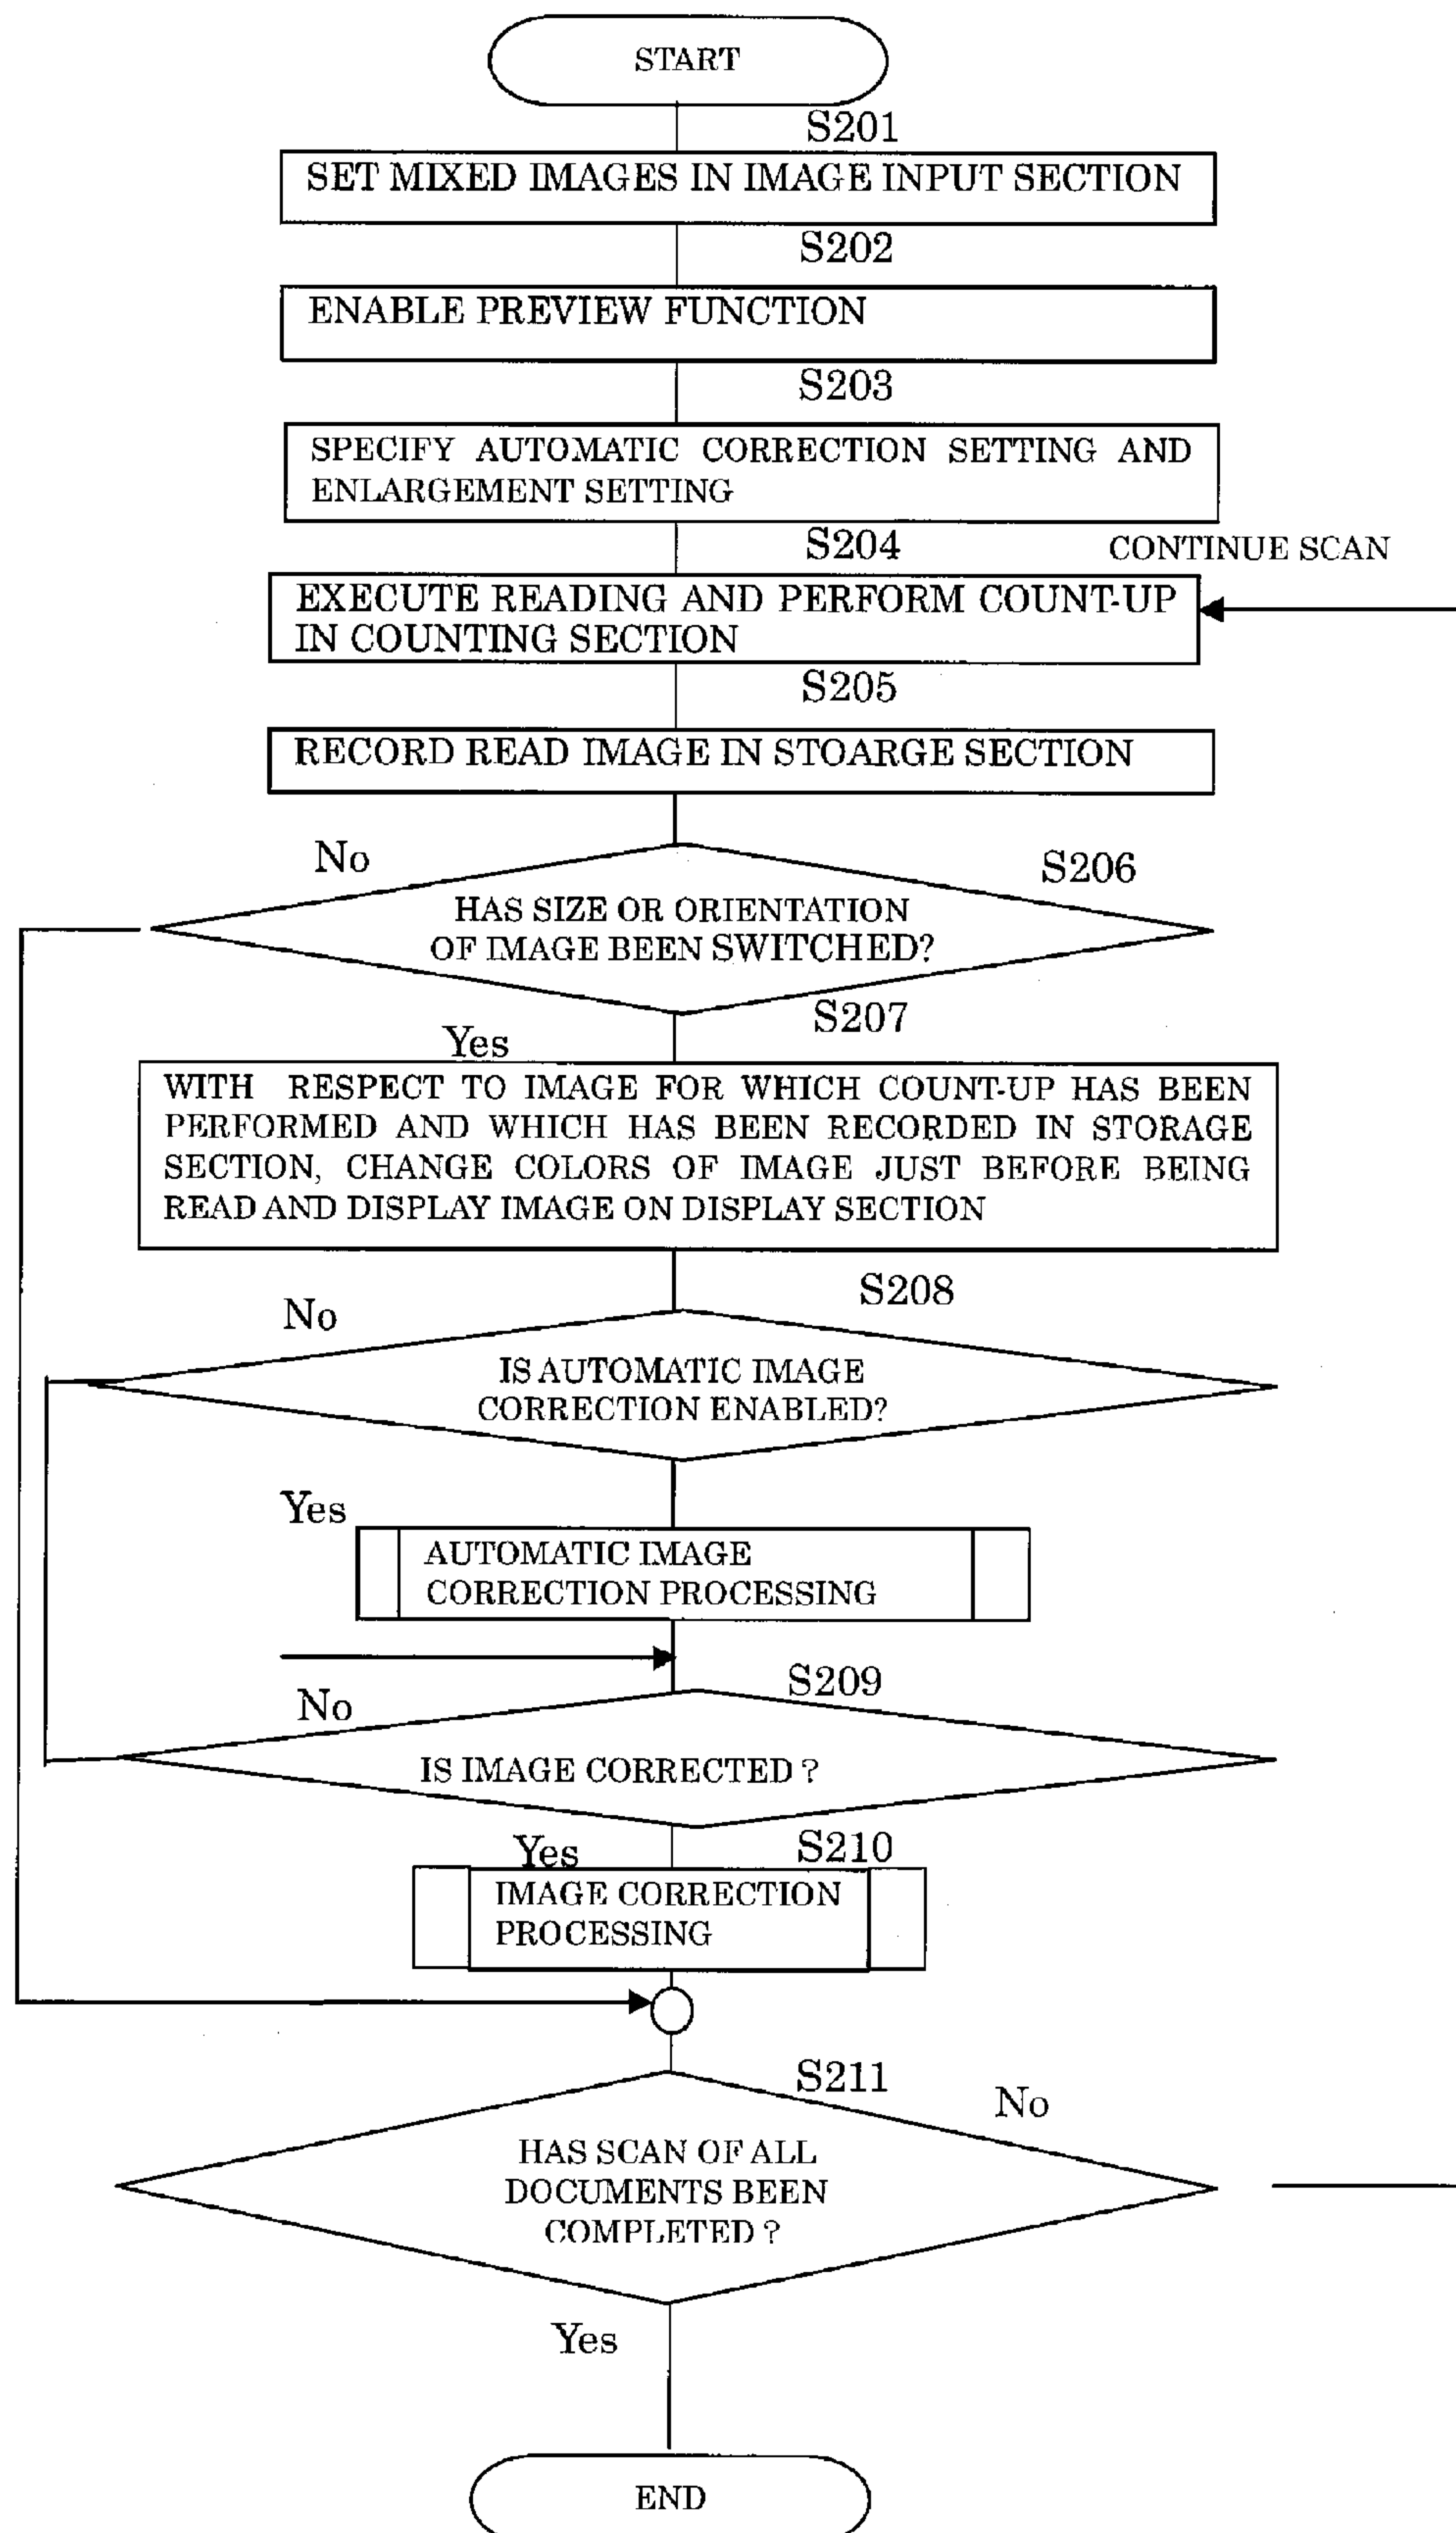 START
S201
SET MIXED IMAGES IN IMAGE INPUT SECTION
S202
ENABLE PREVIEW FUNCTION
S203
SPECIFY AUTOMATIC CORRECTION SETTING AND
ENLARGEMENT SETTING
S204
CONTINUE SCAN
EXECUTE READING AND PERFORM COUNT-UP
IN COUNTING SECTION
S205
RECORD READ IMAGE IN STOARGE SECTION
No
S206
HAS SIZE OR ORIENTATION
OF IMAGE BEEN SWITCHED?
S207
Yes
WITH RESPECT TO IMAGE FOR WHICH COUNT-UP HAS BEEN
PERFORMED AND WHICH HAS BEEN RECORDED IN STORAGE
SECTION, CHANGE COLORS OF IMAGE JUST BEFORE BEING
READ AND DISPLAY IMAGE ON DISPLAY SECTION
S208
No
IS AUTOMATIC IMAGE
CORRECTION ENABLED?
Yes
AUTOMATIC IMAGE
CORRECTION PROCESSING
S209
No
IS IMAGE CORRECTED ?
Yes
S210
IMAGE CORRECTION
PROCESSING
S211
No
HAS SCAN OF ALL
DOCUMENTS BEEN
COMPLETED ?
Yes
END